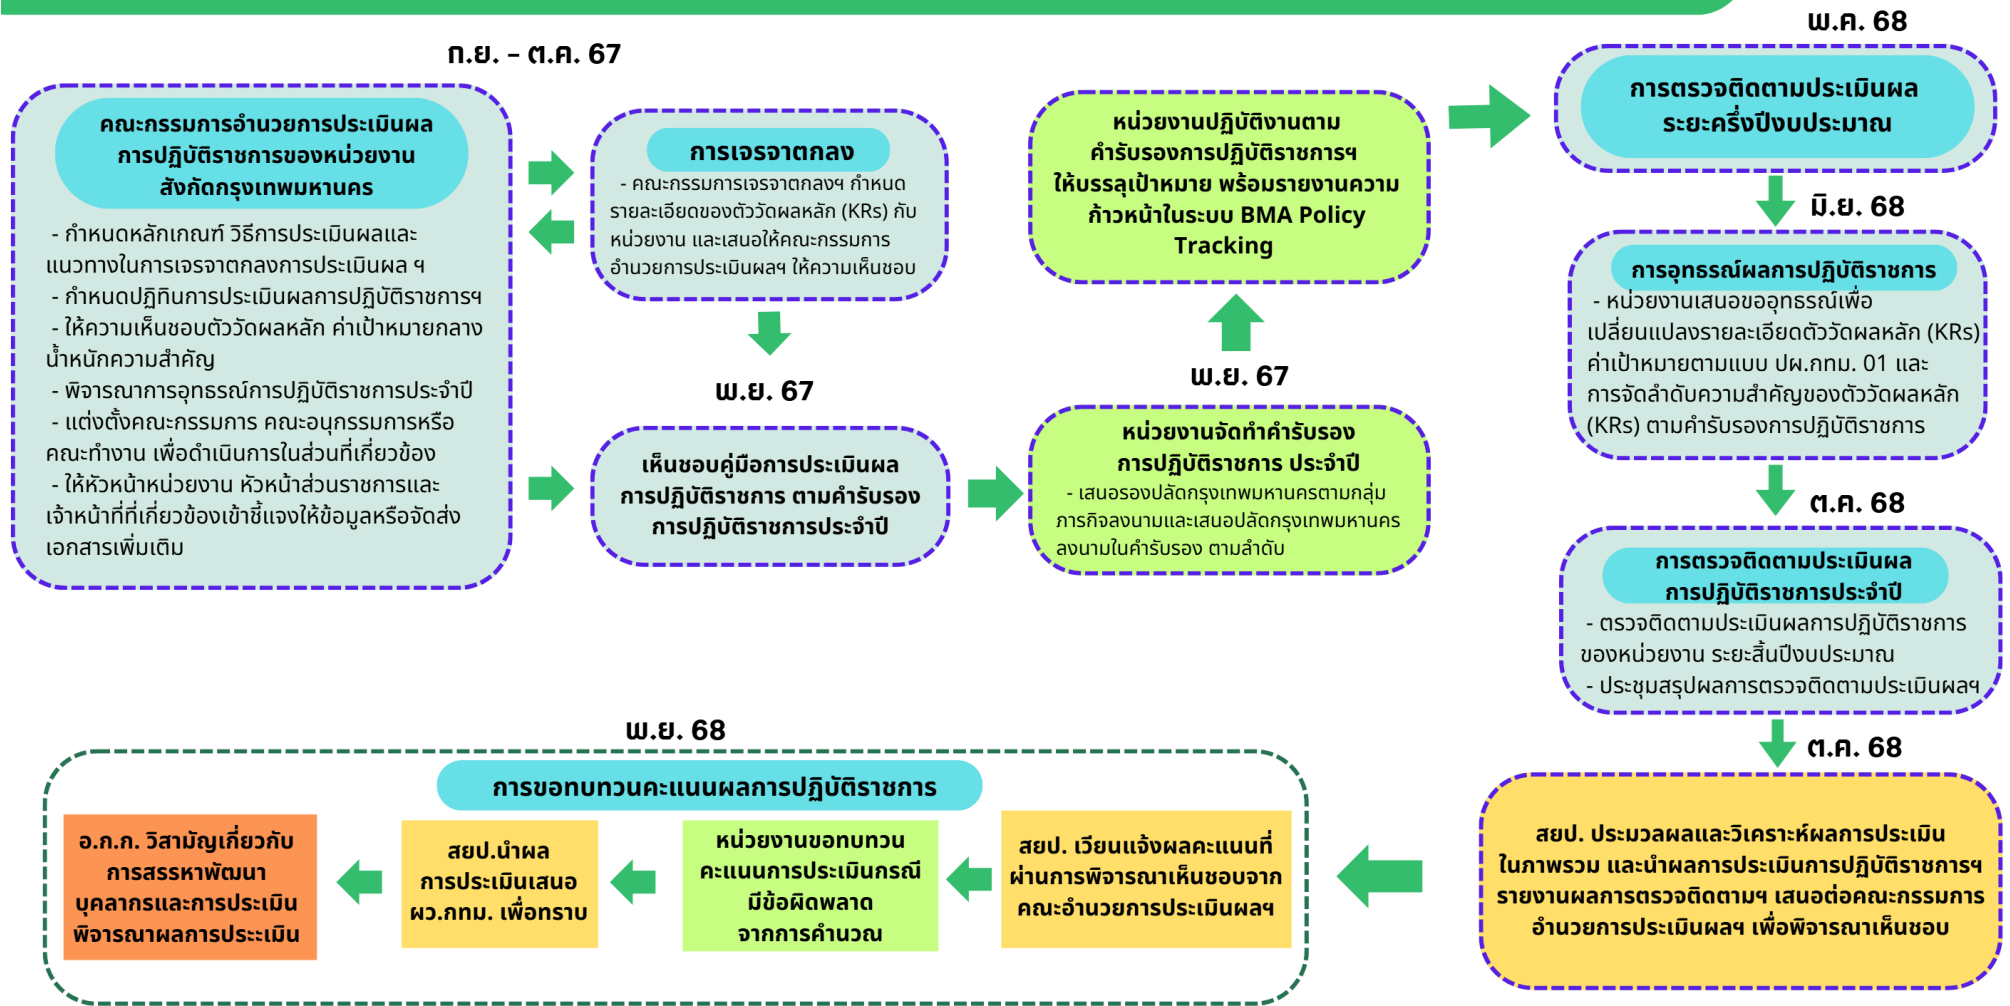 ก.ย. - ต.ค. 67
คณะกรรมการอำนวยการประเมินผล
การปฏิบัติราชการของหน่วยงาน
สังกัดกรุงเทพมหานคร
- กำหนดหลักเกณฑ์ วิธีการประเมินผลและ
แนวทางในการเจรจาตกลงการประเมินผล ฯ
- กำหนดปฏิทินการประเมินผลการปฏิบัติราชการฯ
- ให้ความเห็นชอบตัววัดผลหลัก ค่าเป้าหมายกลาง
น้ำหนักความสำคัญ
- พิจารณาการอุทธรณ์การปฏิบัติราชการประจำปี
- แต่งตั้งคณะกรรมการ คณะอนุกรรมการหรือ
คณะทำงาน เพื่อดำเนินการในส่วนที่เกี่ยวข้อง
- ให้หัวหน้าหน่วยงาน หัวหน้าส่วนราชการและ
เจ้าหน้าที่ที่เกี่ยวข้องเข้าชี้แจงให้ข้อมูลหรือจัดส่ง
เอกสารเพิ่มเติม
การเจรจาตกลง
- คณะกรรมการเจรจาตกลงฯ กำหนด
รายละเอียดของตัววัดผลหลัก (KRs) กับ
หน่วยงาน และเสนอให้คณะกรรมการ
อำนวยการประเมินผลฯ ให้ความเห็นชอบ
พ.ย. 67
เห็นชอบคู่มือการประเมินผล
การปฏิบัติราชการ ตามคำรับรอง
การปฏิบัติราชการประจำปี
พ.ย. 67
หน่วยงานจัดทำคำรับรอง
การปฏิบัติราชการ ประจำปี
- เสนอรองปลัดกรุงเทพมหานครตามกลุ่ม
ภารกิจลงนามและเสนอปลัดกรุงเทพมหานคร
ลงนามในคำรับรอง ตามลำดับ
หน่วยงานปฏิบัติงานตาม
คำรับรองการปฏิบัติราชการฯ
ให้บรรลุเป้าหมาย พร้อมรายงานความ
ก้าวหน้าในระบบ BMA Policy
Tracking
พ.ค. 68
การตรวจติดตามประเมินผล
ระยะครึ่งปีงบประมาณ
มิ.ย. 68
การอุทธรณ์ผลการปฏิบัติราชการ
- หน่วยงานเสนอขออุทธรณ์เพื่อ
เปลี่ยนแปลงรายละเอียดตัววัดผลหลัก (KRs)
ค่าเป้าหมายตามแบบ ปผ.กทม. 01 และ
การจัดลำดับความสำคัญของตัววัดผลหลัก
(KRs) ตามคำรับรองการปฏิบัติราชการ
ต.ค. 68
การตรวจติดตามประเมินผล
การปฏิบัติราชการประจำปี
- ตรวจติดตามประเมินผลการปฏิบัติราชการ
ของหน่วยงาน ระยะสิ้นปีงบประมาณ
- ประชุมสรุปผลการตรวจติดตามประเมินผลฯ
ต.ค. 68
สยป. ประมวลผลและวิเคราะห์ผลการประเมิน
ในภาพรวม และนำผลการประเมินการปฏิบัติราชการฯ
รายงานผลการตรวจติดตามฯ เสนอต่อคณะกรรมการ
อำนวยการประเมินผลฯ เพื่อพิจารณาเห็นชอบ
พ.ย. 68
การขอทบทวนคะแนนผลการปฏิบัติราชการ
สยป. เวียนแจ้งผลคะแนนที่
ผ่านการพิจารณาเห็นชอบจาก
คณะอำนวยการประเมินผลฯ
หน่วยงานขอทบทวน
คะแนนการประเมินกรณี
มีข้อผิดพลาด
จากการคำนวณ
สยป.นำผล
การประเมินเสนอ
ผว.กทม. เพื่อทราบ
อ.ก.ก. วิสามัญเกี่ยวกับ
การสรรหาพัฒนา
บุคลากรและการประเมิน
พิจารณาผลการประเมิน